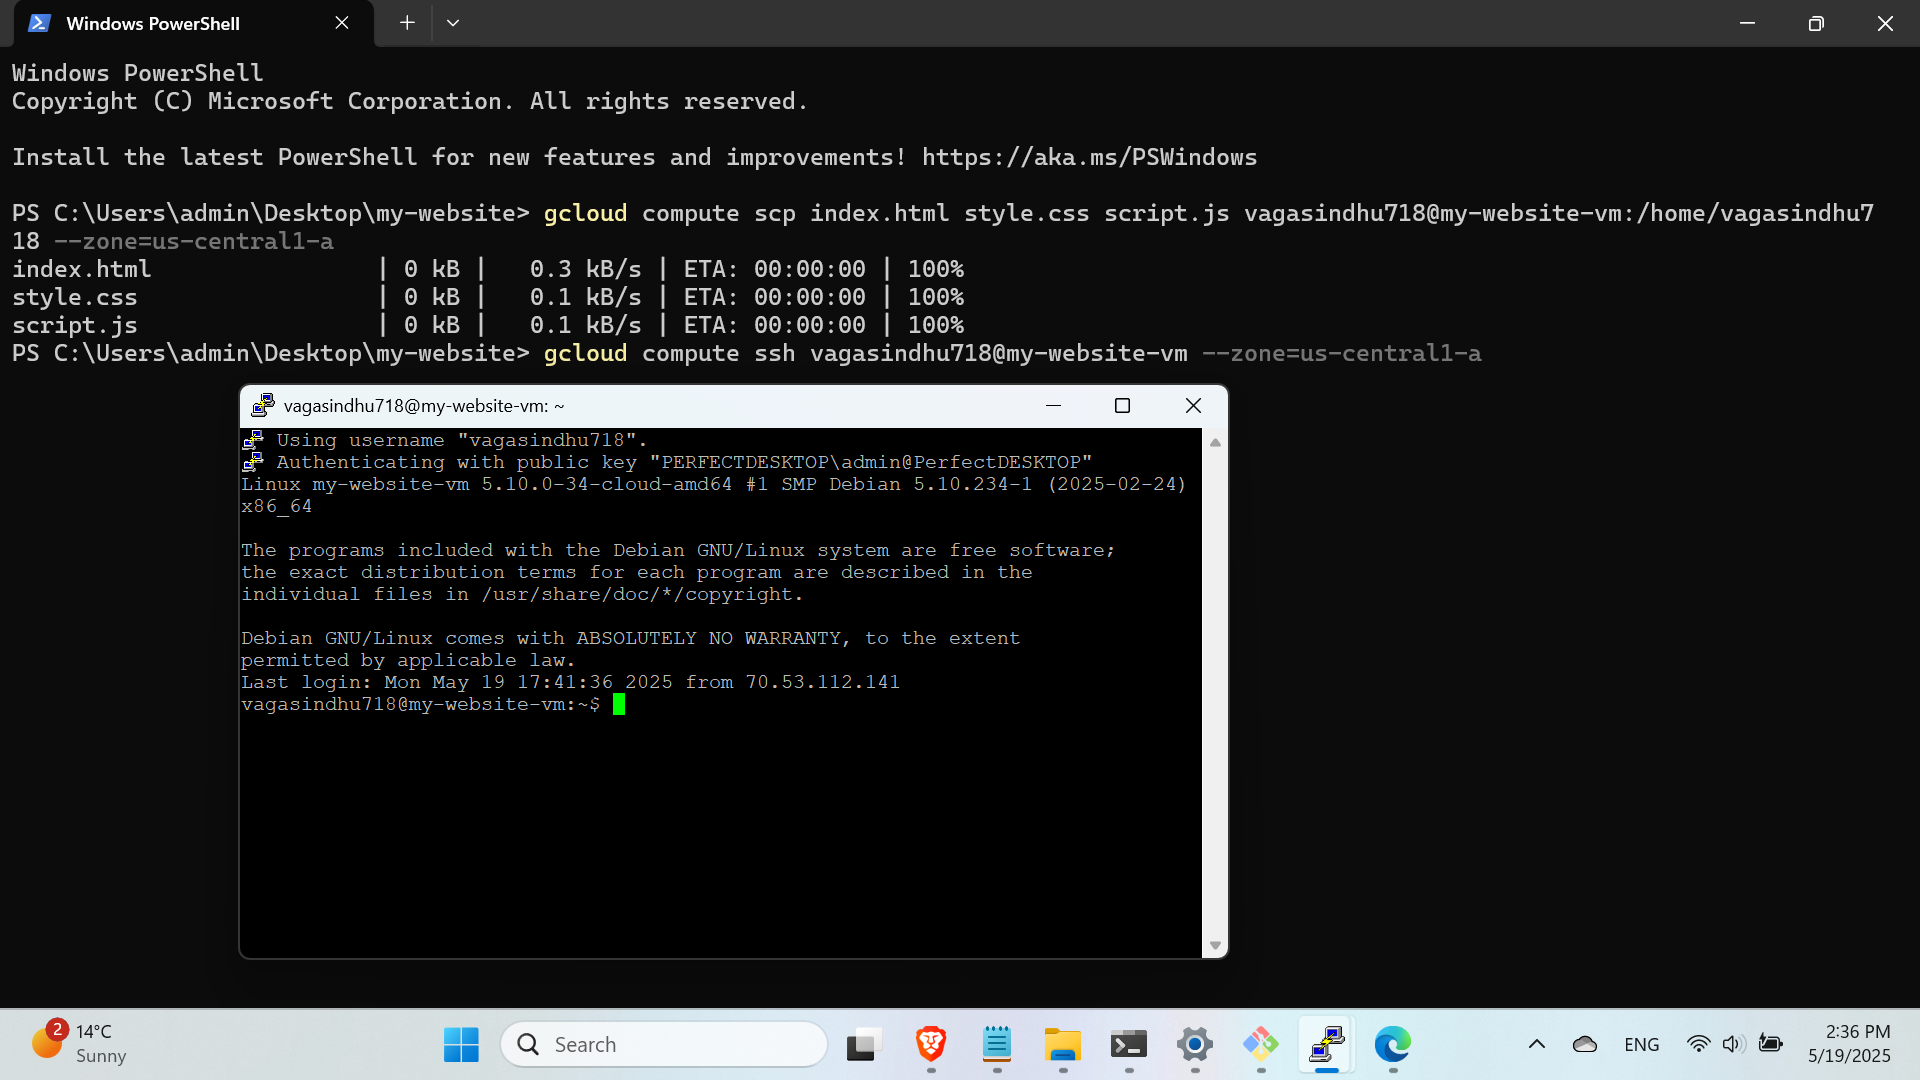 Windows PowerShell
Windows PowerShell
Copyright (C) Microsoft Corporation. All rights reserved.
Install the latest PowerShell for new features and improvements! https://aka.ms/PSWindows
PS C:\Users\admin\Desktop\my-website> gcloud compute scp index.html style.css script.js vagasindhu718@my-website-vm:/home/vagasindhu7
18 --zone=us-central1-a
index.html | 0 kB | 0.3 kB/s | ETA: 00:00:00 | 100%
style.css | 0 kB | 0.1 kB/s | ETA: 00:00:00 | 100%
script.js | 0 kB | 0.1 kB/s | ETA: 00:00:00 | 100%
PS C:\Users\admin\Desktop\my-website> gcloud compute ssh vagasindhu718@my-website-vm --zone=us-central1-a
vagasindhu718@my-website-vm: ~
Using username "vagasindhu718".
Authenticating with public key "PERFECTDESKTOP\admin@PerfectDESKTOP"
Linux my-website-vm 5.10.0-34-cloud-amd64 #1 SMP Debian 5.10.234-1 (2025-02-24)
x86_64
The programs included with the Debian GNU/Linux system are free software;
the exact distribution terms for each program are described in the
individual files in /usr/share/doc/*/copyright.
Debian GNU/Linux comes with ABSOLUTELY NO WARRANTY, to the extent
permitted by applicable law.
Last login: Mon May 19 17:41:36 2025 from 70.53.112.141
vagasindhu718@my-website-vm:~$
2
14°C
Sunny
Search
ENG
2:36 PM
5/19/2025